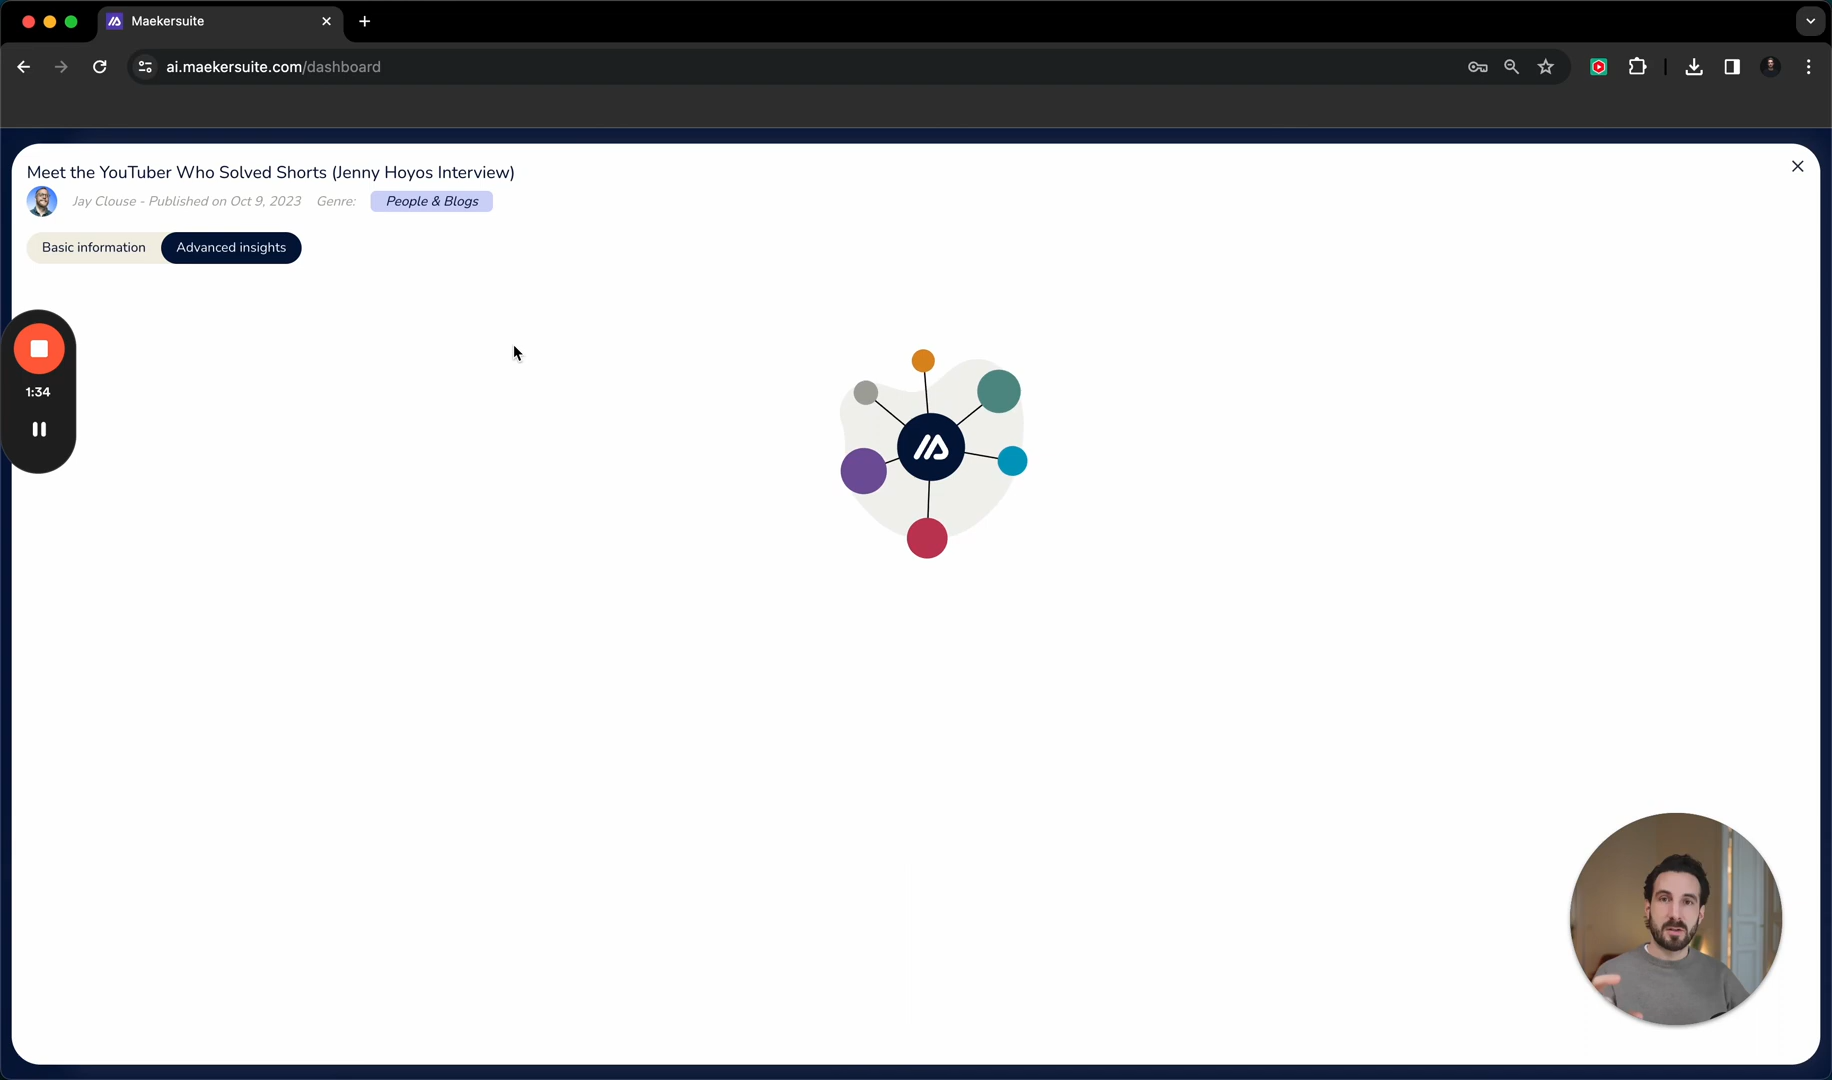 Maekersuite
ai.maekersuite.com/dashboard
Meet the YouTuber Who Solved Shorts (Jenny Hoyos Interview)
Jay Clouse - Published on Oct 9, 2023 Genre: People & Blogs
Basic information Advanced insights
1:34